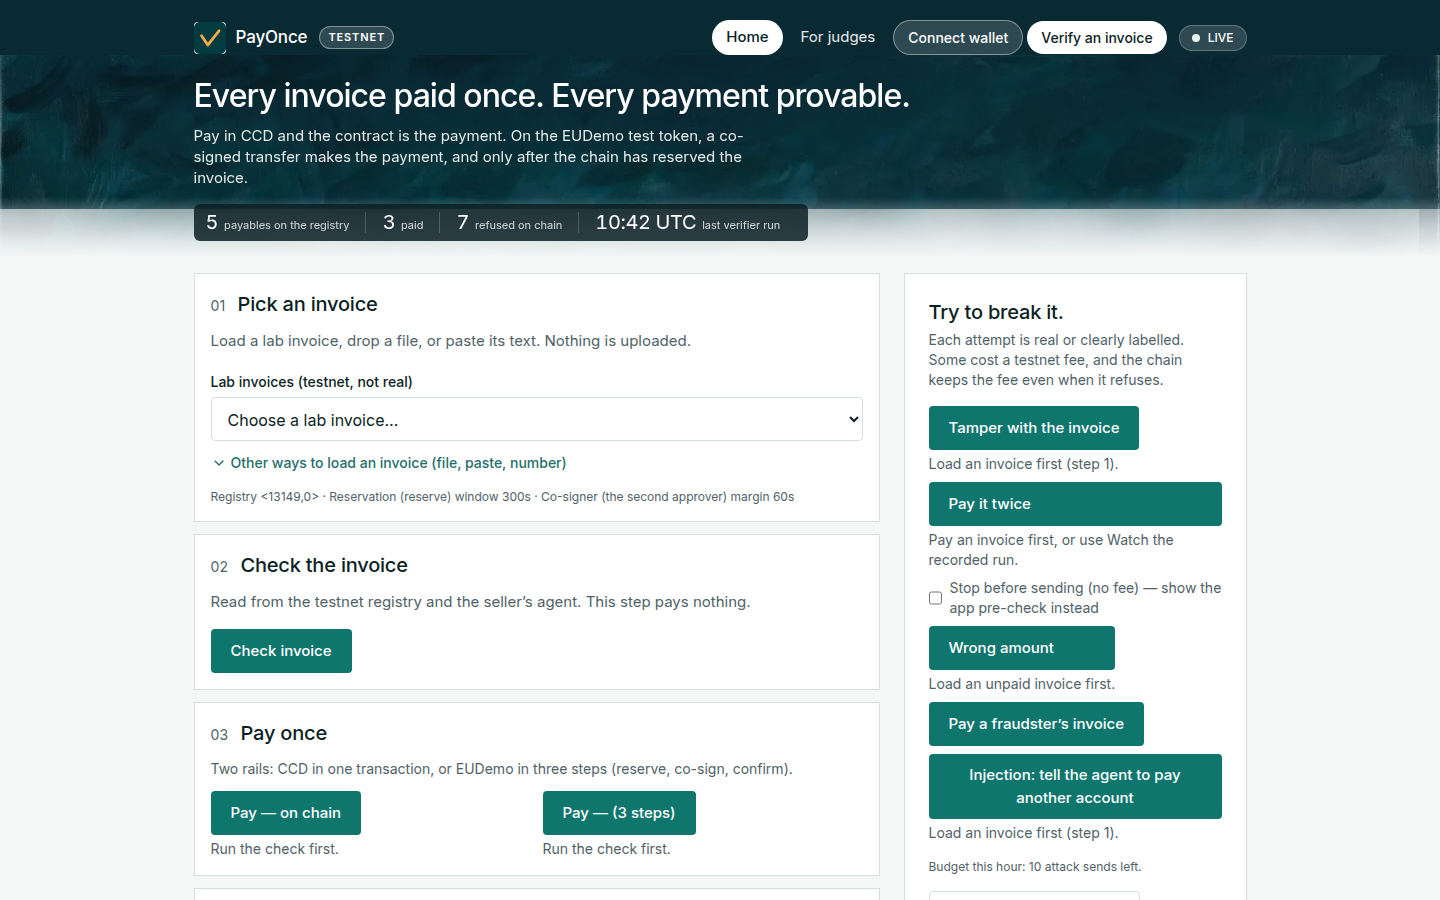 PayOnce TESTNET Home For judges Connect wallet Verify an invoice LIVE
Every invoice paid once. Every payment provable.
Pay in CCD and the contract is the payment. On the EUDemo test token, a co-
signed transfer makes the payment, and only after the chain has reserved the
invoice.
5 payables on the registry 3 paid 7 refused on chain 10:42 UTC last verifier run
01 Pick an invoice
Load a lab invoice, drop a file, or paste its text. Nothing is uploaded.
Lab invoices (testnet, not real)
Choose a lab invoice...
Other ways to load an invoice (file, paste, number)
Registry <13149,0> · Reservation (reserve) window 300s · Co-signer (the second approver) margin 60s
02 Check the invoice
Read from the testnet registry and the seller’s agent. This step pays nothing.
Check invoice
03 Pay once
Two rails: CCD in one transaction, or EUDemo in three steps (reserve, co-sign, confirm).
Pay — on chain Pay — (3 steps)
Run the check first. Run the check first.
Try to break it.
Each attempt is real or clearly labelled.
Some cost a testnet fee, and the chain
keeps the fee even when it refuses.
Tamper with the invoice
Load an invoice first (step 1).
Pay it twice
Pay an invoice first, or use Watch the
recorded run.
Stop before sending (no fee) — show the
app pre-check instead
Wrong amount
Load an unpaid invoice first.
Pay a fraudster’s invoice
Injection: tell the agent to pay
another account
Load an invoice first (step 1).
Budget this hour: 10 attack sends left.